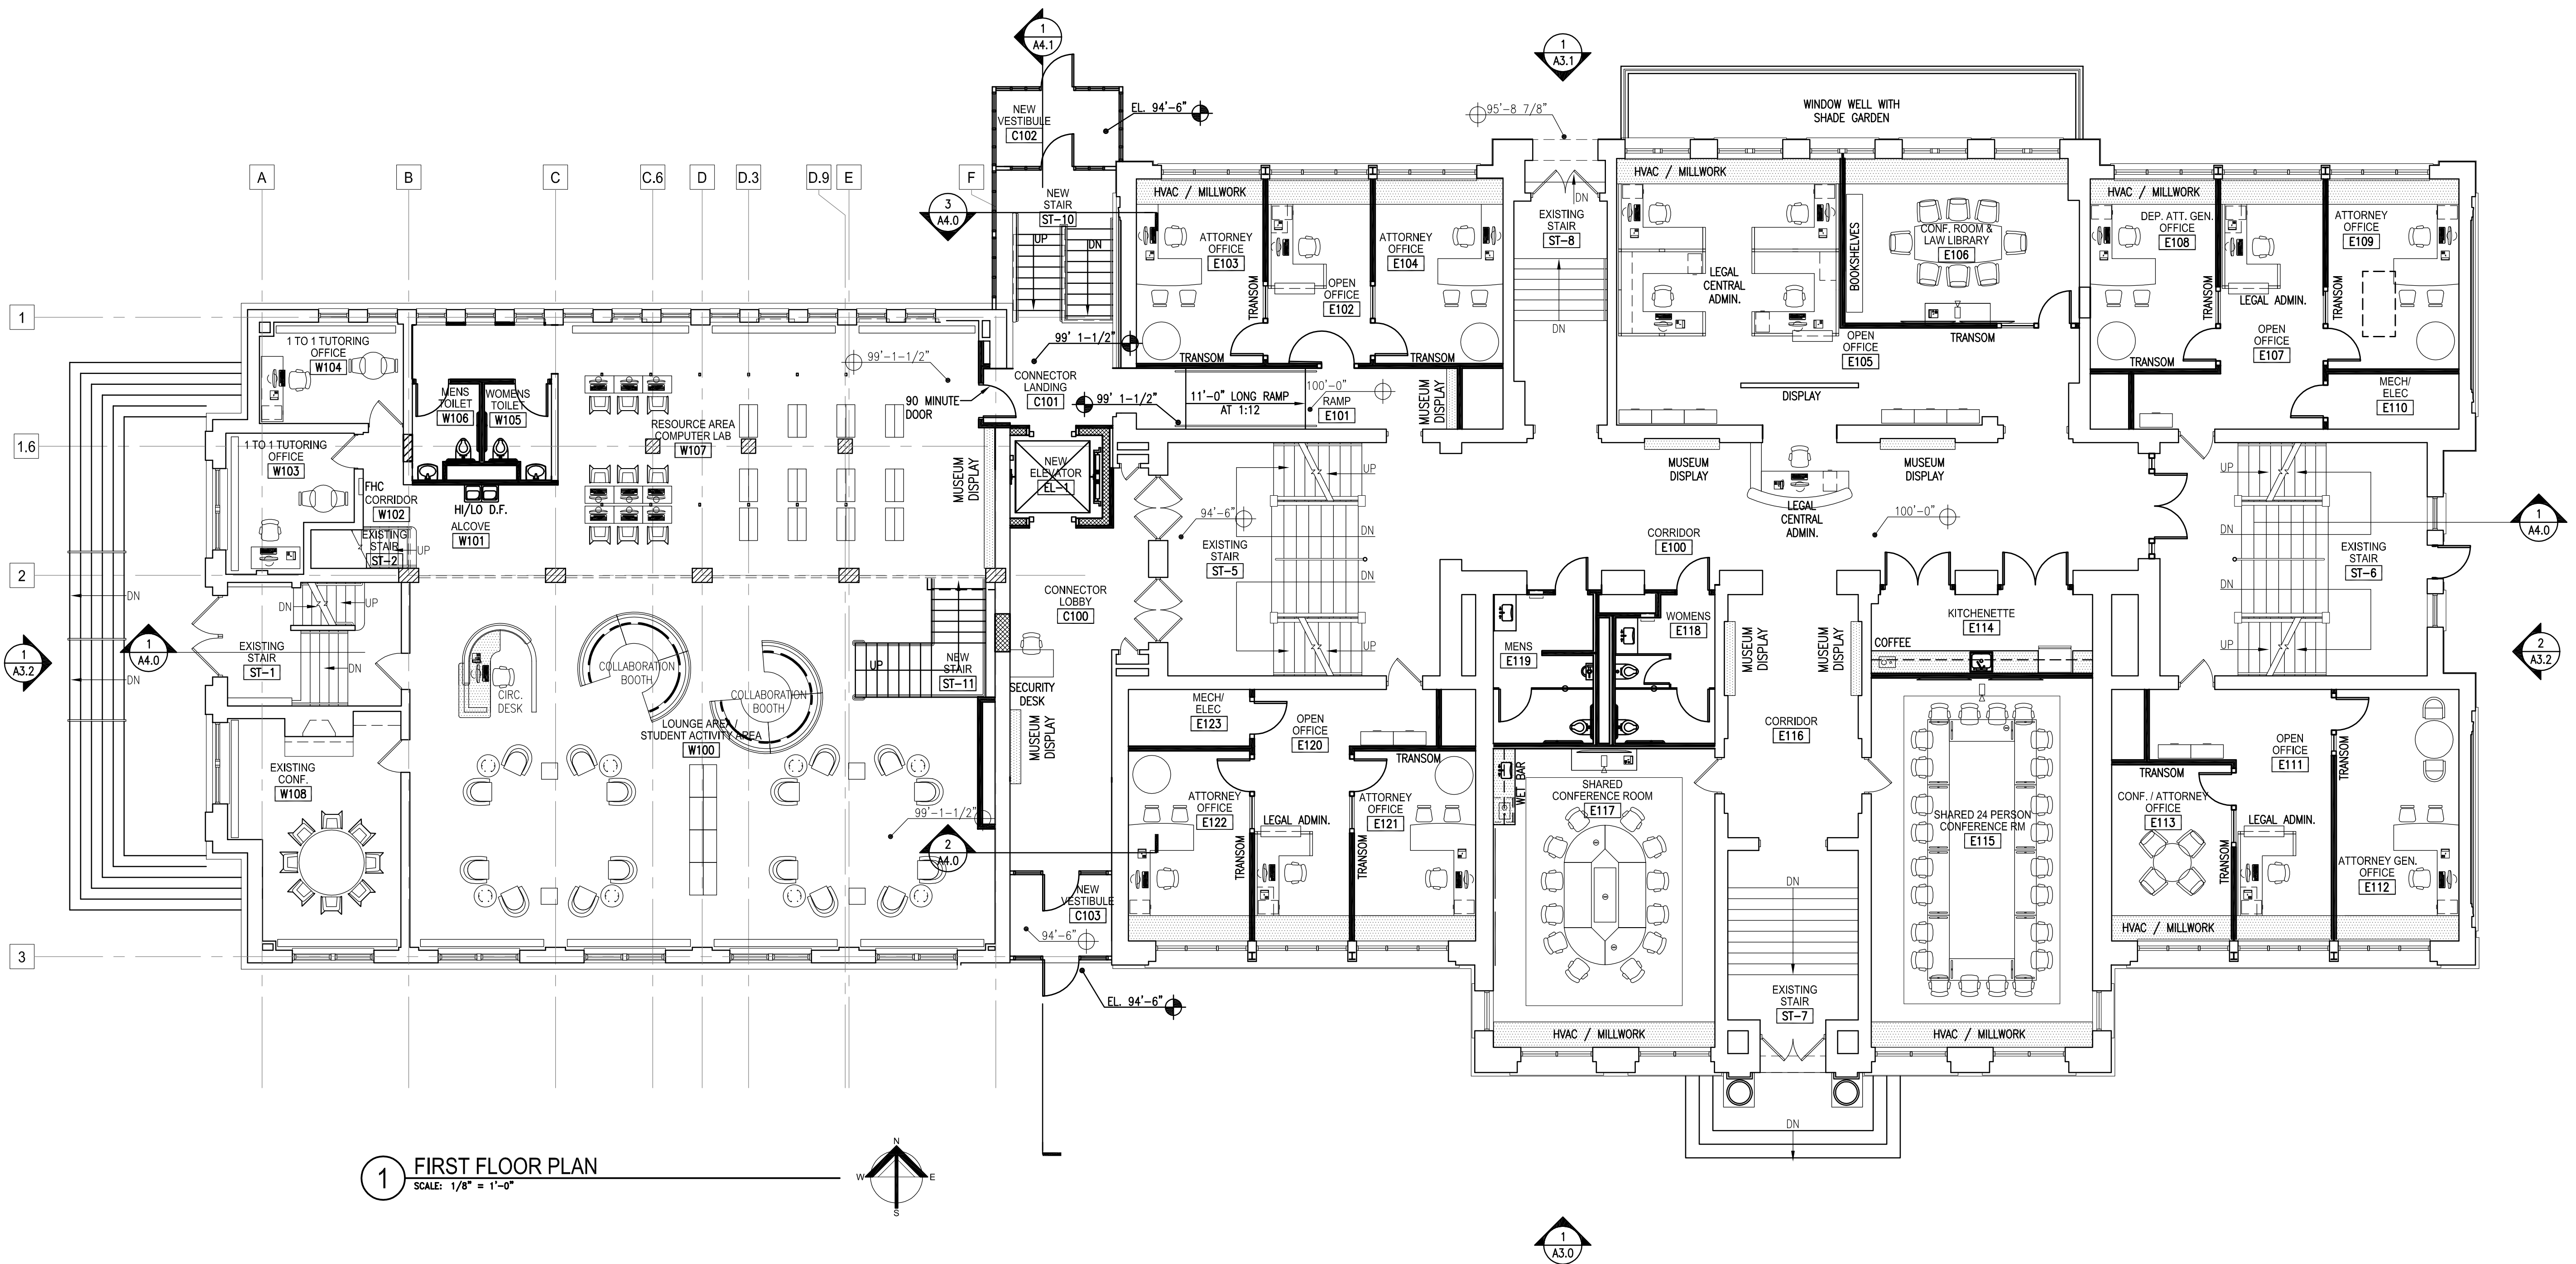 1
A4.1
1
A3.1
NEW
VESTIBULE
C102
EL. 94'-6"
95'-8 7/8"
WINDOW WELL WITH
SHADE GARDEN
A
B
C
C.6
D
D.3
D.9
E
F
3
A4.0
NEW
STAIR
ST-10
UP
DN
HVAC / MILLWORK
ATTORNEY
OFFICE
E103
TRANSOM
TRANSOM
OPEN
OFFICE
E102
ATTORNEY
OFFICE
E104
TRANSOM
EXISTING
STAIR
ST-8
DN
DN
HVAC / MILLWORK
LEGAL
CENTRAL
ADMIN.
BOOKSHELVES
CONF. ROOM &
LAW LIBRARY
E106
TRANSOM
OPEN
OFFICE
E105
DISPLAY
HVAC / MILLWORK
DEP. ATT. GEN.
OFFICE
E108
TRANSOM
TRANSOM
LEGAL ADMIN.
OPEN
OFFICE
E107
ATTORNEY
OFFICE
E109
TRANSOM
MECH/
ELEC
E110
1
1 TO 1 TUTORING
OFFICE
W104
MENS
TOILET
W106
WOMENS
TOILET
W105
99'-1-1/2"
99' 1-1/2"
CONNECTOR
LANDING
C101
90 MINUTE
DOOR
99' 1-1/2"
11'-0" LONG RAMP
AT 1:12
100'-0"
RAMP
E101
MUSEUM
DISPLAY
1.6
1 TO 1 TUTORING
OFFICE
W103
RESOURCE AREA
COMPUTER LAB
W107
MUSEUM
DISPLAY
NEW
ELEVATOR
EL-1
FHC
CORRIDOR
W102
HI/LO D.F.
ALCOVE
W101
EXISTING
STAIR
ST-2
UP
94'-6"
EXISTING
STAIR
ST-5
UP
DN
DN
UP
MUSEUM
DISPLAY
MUSEUM
DISPLAY
LEGAL
CENTRAL
ADMIN.
100'-0"
CORRIDOR
E100
UP
DN
DN
UP
EXISTING
STAIR
ST-6
1
A4.0
2
DN
DN
1
A3.2
1
A4.0
DN
UP
EXISTING
STAIR
ST-1
DN
CIRC.
DESK
COLLABORATION
BOOTH
COLLABORATION
BOOTH
UP
NEW
STAIR
ST-11
CONNECTOR
LOBBY
C100
SECURITY
DESK
MUSEUM
DISPLAY
MENS
E119
WOMENS
E118
MUSEUM
DISPLAY
MUSEUM
DISPLAY
KITCHENETTE
E114
COFFEE
2
A3.2
EXISTING
CONF.
W108
LOUNGE AREA /
STUDENT ACTIVITY AREA
W100
99'-1-1/2"
2
A4.0
MECH/
ELEC
E123
OPEN
OFFICE
E120
TRANSOM
ATTORNEY
OFFICE
E122
TRANSOM
LEGAL ADMIN.
TRANSOM
ATTORNEY
OFFICE
E121
WET BAR
SHARED
CONFERENCE ROOM
E117
CORRIDOR
E116
SHARED 24 PERSON
CONFERENCE RM
E115
TRANSOM
CONF. / ATTORNEY
OFFICE
E113
TRANSOM
OPEN
OFFICE
E111
LEGAL ADMIN.
TRANSOM
ATTORNEY GEN.
OFFICE
E112
HVAC / MILLWORK
DN
NEW
VESTIBULE
C103
94'-6"
EL. 94'-6"
3
EXISTING
STAIR
ST-7
HVAC / MILLWORK
HVAC / MILLWORK
DN
1
FIRST FLOOR PLAN
SCALE: 1/8" = 1'-0"
N
W
E
S
1
A3.0